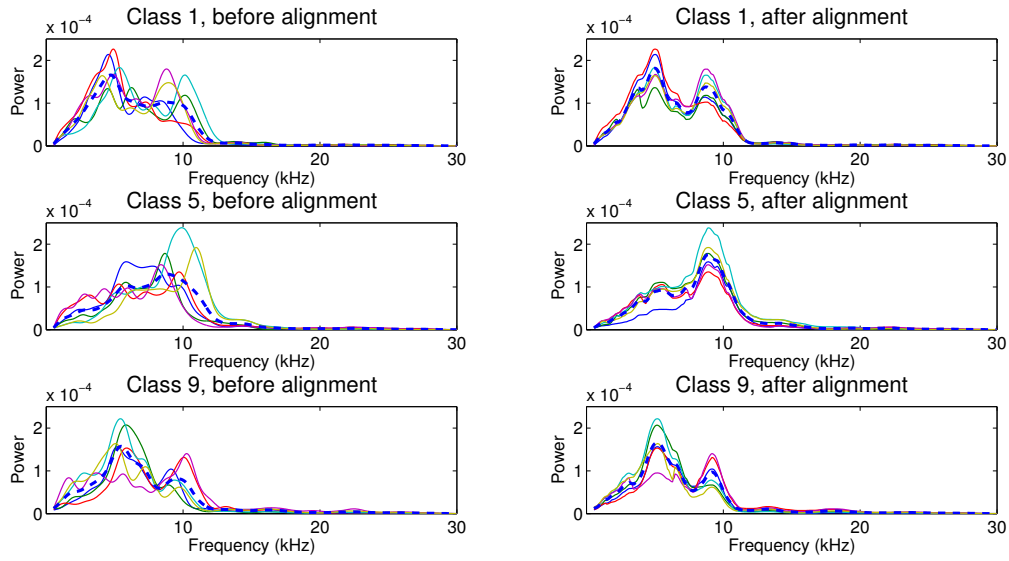 Class 1, before alignment
x 10⁻⁴
Power
2
1
0
10
20
30
Frequency (kHz)
Class 1, after alignment
x 10⁻⁴
Power
2
1
0
10
20
30
Frequency (kHz)
Class 5, before alignment
x 10⁻⁴
Power
2
1
0
10
20
30
Frequency (kHz)
Class 5, after alignment
x 10⁻⁴
Power
2
1
0
10
20
30
Frequency (kHz)
Class 9, before alignment
x 10⁻⁴
Power
2
1
0
10
20
30
Frequency (kHz)
Class 9, after alignment
x 10⁻⁴
Power
2
1
0
10
20
30
Frequency (kHz)